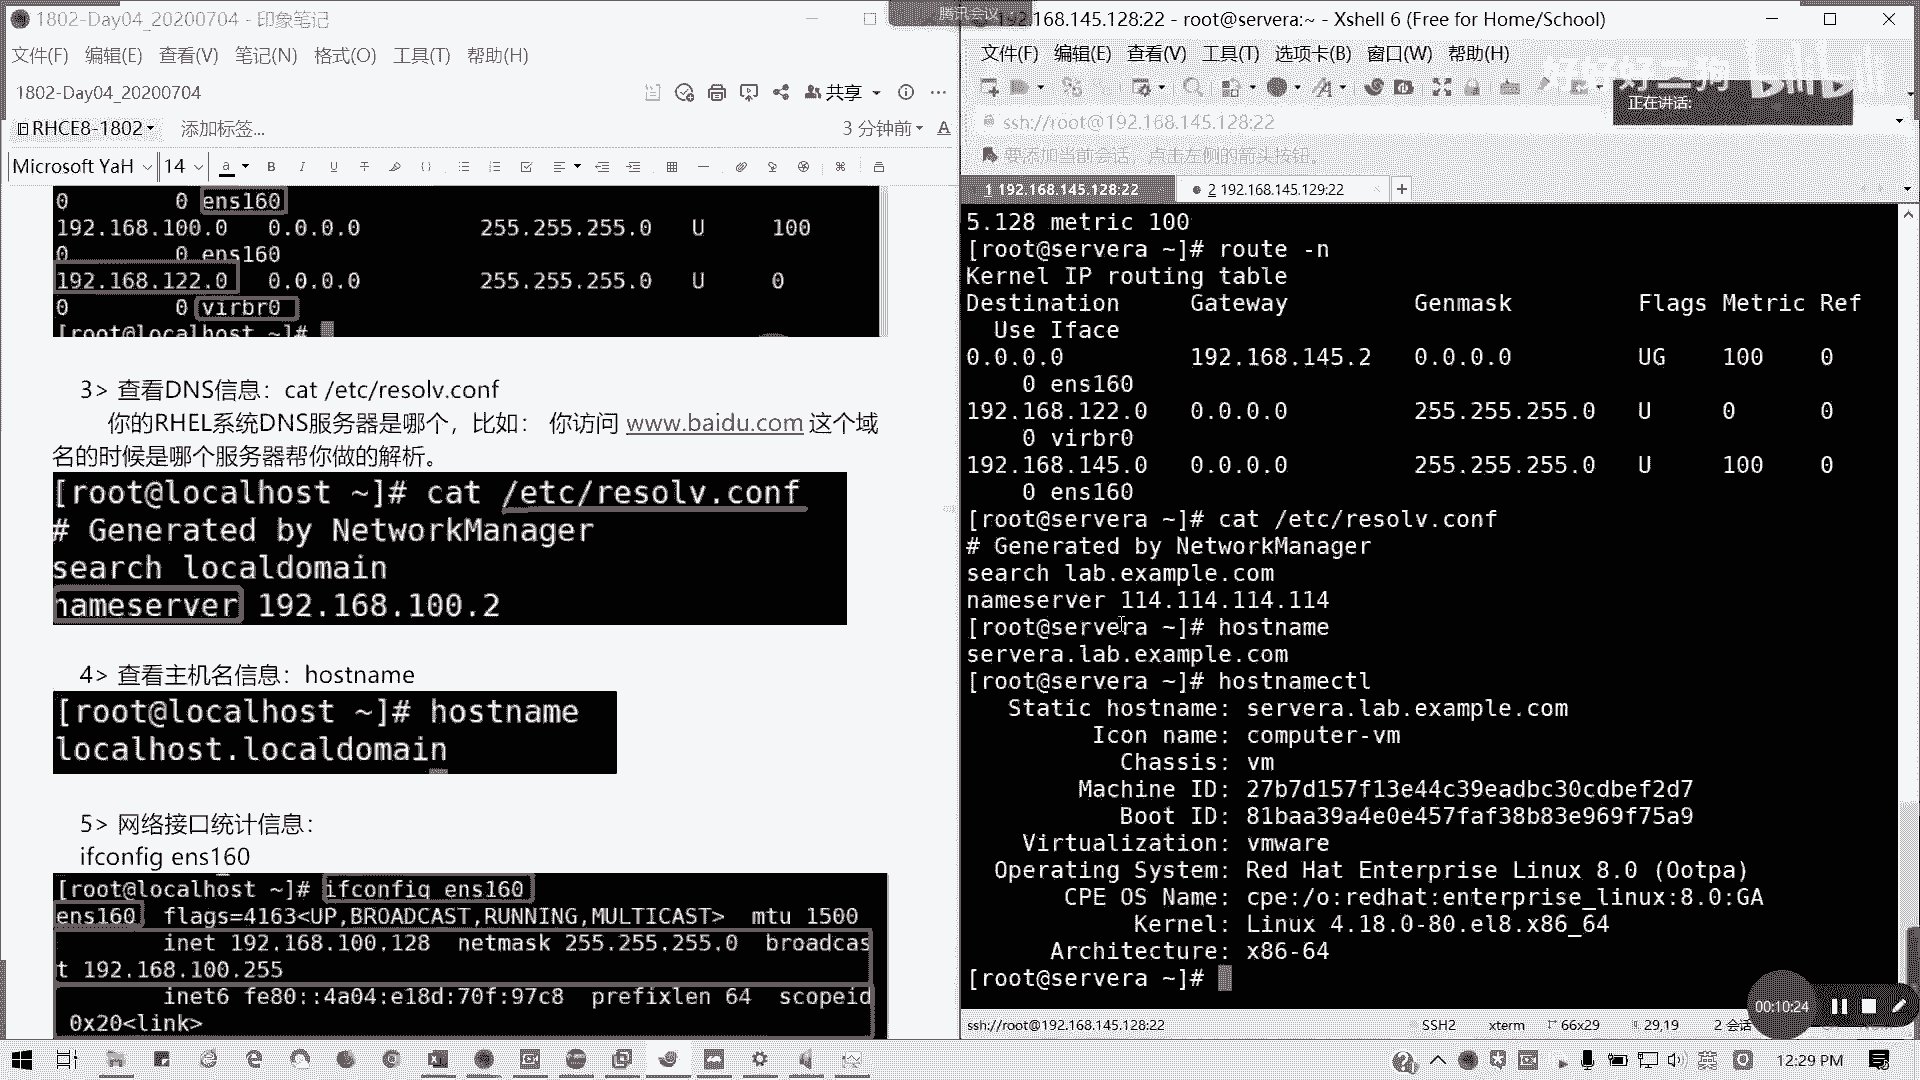 1802-Day04_20200704 - 印象笔记
文件(F) 编辑(E) 查看(V) 笔记(N) 格式(O) 工具(T) 帮助(H)
1802-Day04_20200704
共享
RHCE8-1802 添加标签...
3 分钟前
Microsoft YaH 14
0 0 ens160
192.168.100.0 0.0.0.0 255.255.255.0 U 100
0 0 ens160
192.168.122.0 0.0.0.0 255.255.255.0 U 0
0 0 virbr0
[root@localhost ~]#
3> 查看DNS信息：cat /etc/resolv.conf
你的RHEL系统DNS服务器是哪个，比如： 你访问 www.baidu.com 这个域
名的时候是哪个服务器帮你做的解析。
[root@localhost ~]# cat /etc/resolv.conf
# Generated by NetworkManager
search localdomain
nameserver 192.168.100.2
4> 查看主机名信息：hostname
[root@localhost ~]# hostname
localhost.localdomain
5> 网络接口统计信息：
ifconfig ens160
[root@localhost ~]# ifconfig ens160
ens160 flags=4163<UP,BROADCAST,RUNNING,MULTICAST> mtu 1500
inet 192.168.100.128 netmask 255.255.255.0 broadcas
t 192.168.100.255
inet6 fe80::4a04:e18d:70f:97c8 prefixlen 64 scopeid
0x20<link>
腾讯会议
192.168.145.128:22 - root@servera:~ - Xshell 6 (Free for Home/School)
文件(F) 编辑(E) 查看(V) 工具(T) 选项卡(B) 窗口(W) 帮助(H)
好好好二狗 bilibili
正在讲话:
ssh://root@192.168.145.128:22
要添加当前会话，点击左侧的箭头按钮。
1 192.168.145.128:22
2 192.168.145.129:22
5.128 metric 100
[root@servera ~]# route -n
Kernel IP routing table
Destination Gateway Genmask Flags Metric Ref
Use Iface
0.0.0.0 192.168.145.2 0.0.0.0 UG 100 0
0 ens160
192.168.122.0 0.0.0.0 255.255.255.0 U 0 0
0 virbr0
192.168.145.0 0.0.0.0 255.255.255.0 U 100 0
0 ens160
[root@servera ~]# cat /etc/resolv.conf
# Generated by NetworkManager
search lab.example.com
nameserver 114.114.114.114
[root@servera ~]# hostname
servera.lab.example.com
[root@servera ~]# hostnamectl
Static hostname: servera.lab.example.com
Icon name: computer-vm
Chassis: vm
Machine ID: 27b7d157f13e44c39eadbc30cdbef2d7
Boot ID: 81baa39a4e0e457faf38b83e969f75a9
Virtualization: vmware
Operating System: Red Hat Enterprise Linux 8.0 (Ootpa)
CPE OS Name: cpe:/o:redhat:enterprise_linux:8.0:GA
Kernel: Linux 4.18.0-80.el8.x86_64
Architecture: x86-64
[root@servera ~]#
00:10:24
ssh://root@192.168.145.128:22 SSH2 xterm 66x29 29,19 2 会话
英 12:29 PM